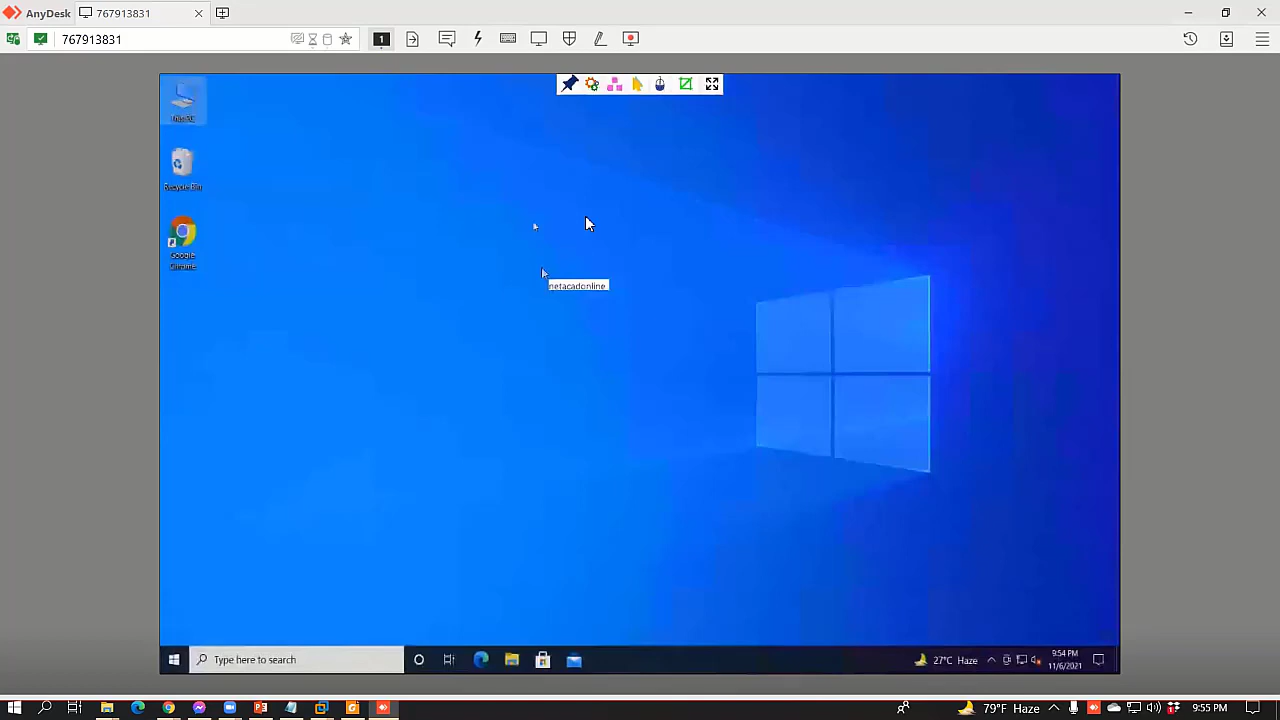 AnyDesk
767913831
767913831
1
This PC
Recycle Bin
Google
Chrome
netacadonline
Type here to search
27°C Haze
9:54 PM
11/6/2021
79°F Haze
9:55 PM